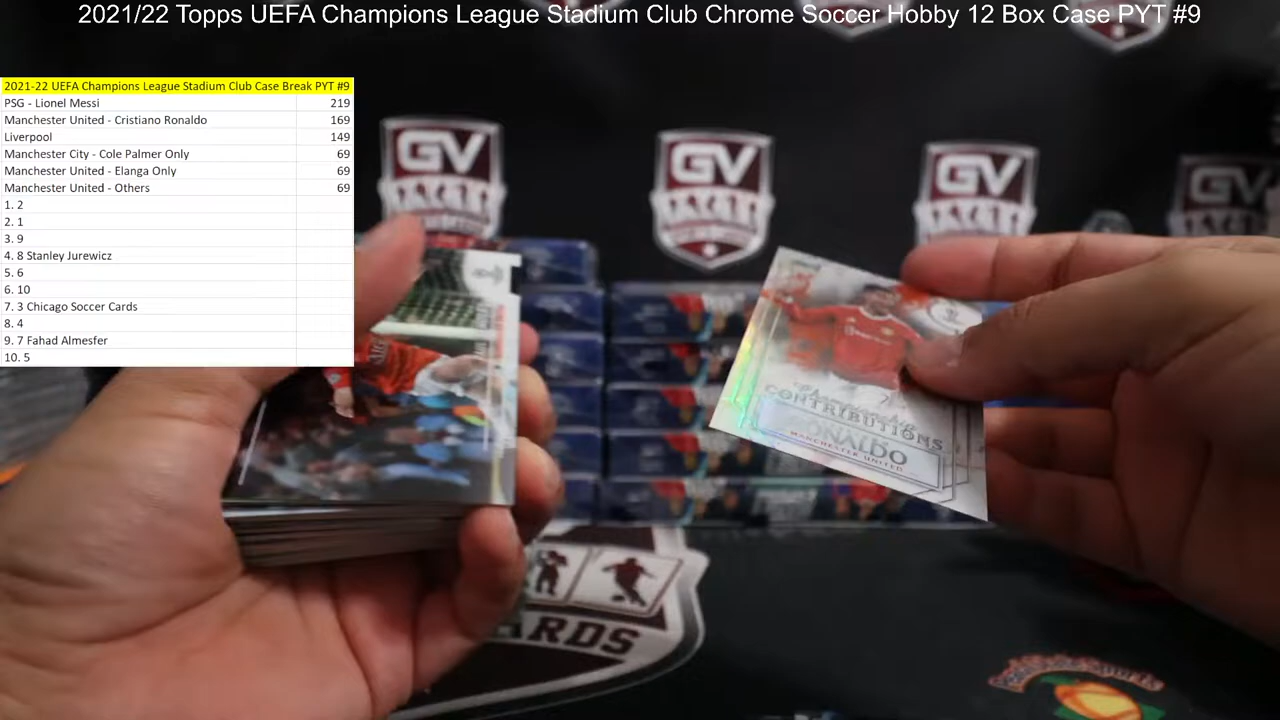 2021/22 Topps UEFA Champions League Stadium Club Chrome Soccer Hobby 12 Box Case PYT #9
2021-22 UEFA Champions League Stadium Club Case Break PYT #9
PSG - Lionel Messi 219
Manchester United - Cristiano Ronaldo 169
Liverpool 149
Manchester City - Cole Palmer Only 69
Manchester United - Elanga Only 69
Manchester United - Others 69
1. 2
2. 1
3. 9
4. 8 Stanley Jurewicz
5. 6
6. 10
7. 3 Chicago Soccer Cards
8. 4
9. 7 Fahad Almesfer
10. 5
GV
GV
GV
GV
CONTRIBUTIONS
RONALDO
MANCHESTER UNITED
ARDS